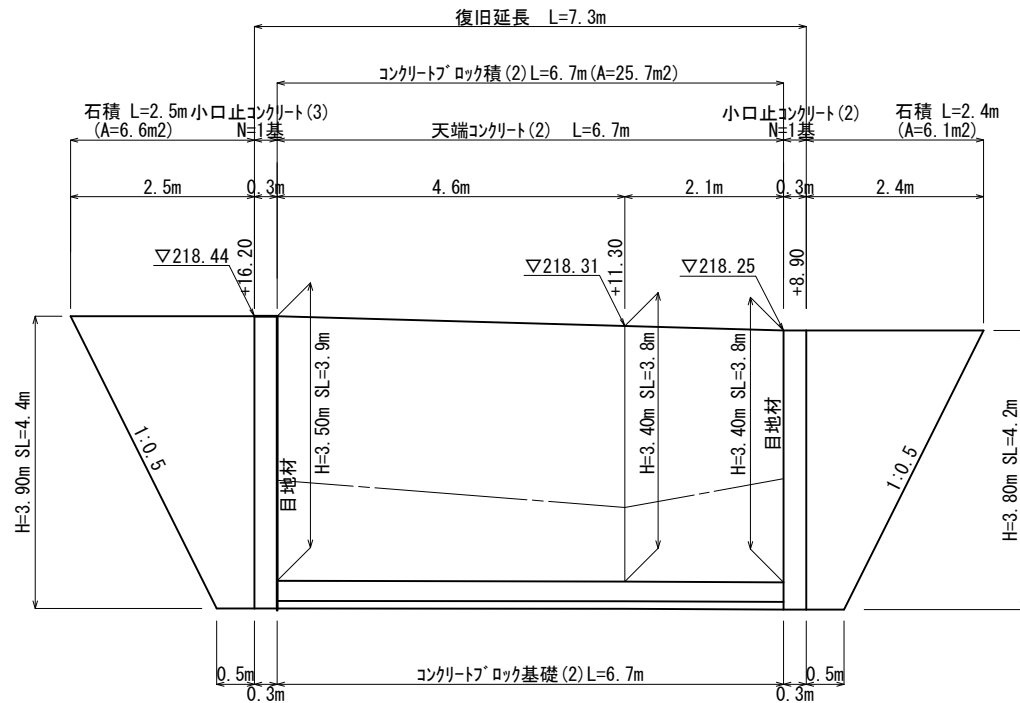 復旧延長　L=7.3m
コンクリートブロック積(2)L=6.7m(A=25.7m2)
石積 L=2.5m
(A=6.6m2)
小口止コンクリート(3)
N=1基
天端コンクリート(2)　L=6.7m
小口止コンクリート(2)
N=1基
石積 L=2.4m
(A=6.1m2)
2.5m
0.3m
4.6m
2.1m
0.3m
2.4m
▽218.44
+16.20
▽218.31
+11.30
▽218.25
+8.90
H=3.90m SL=4.4m
1:0.5
目地材
H=3.50m SL=3.9m
H=3.40m SL=3.8m
H=3.40m SL=3.8m
目地材
1:0.5
H=3.80m SL=4.2m
0.5m
0.3m
コンクリートブロック基礎(2)L=6.7m
0.3m
0.5m